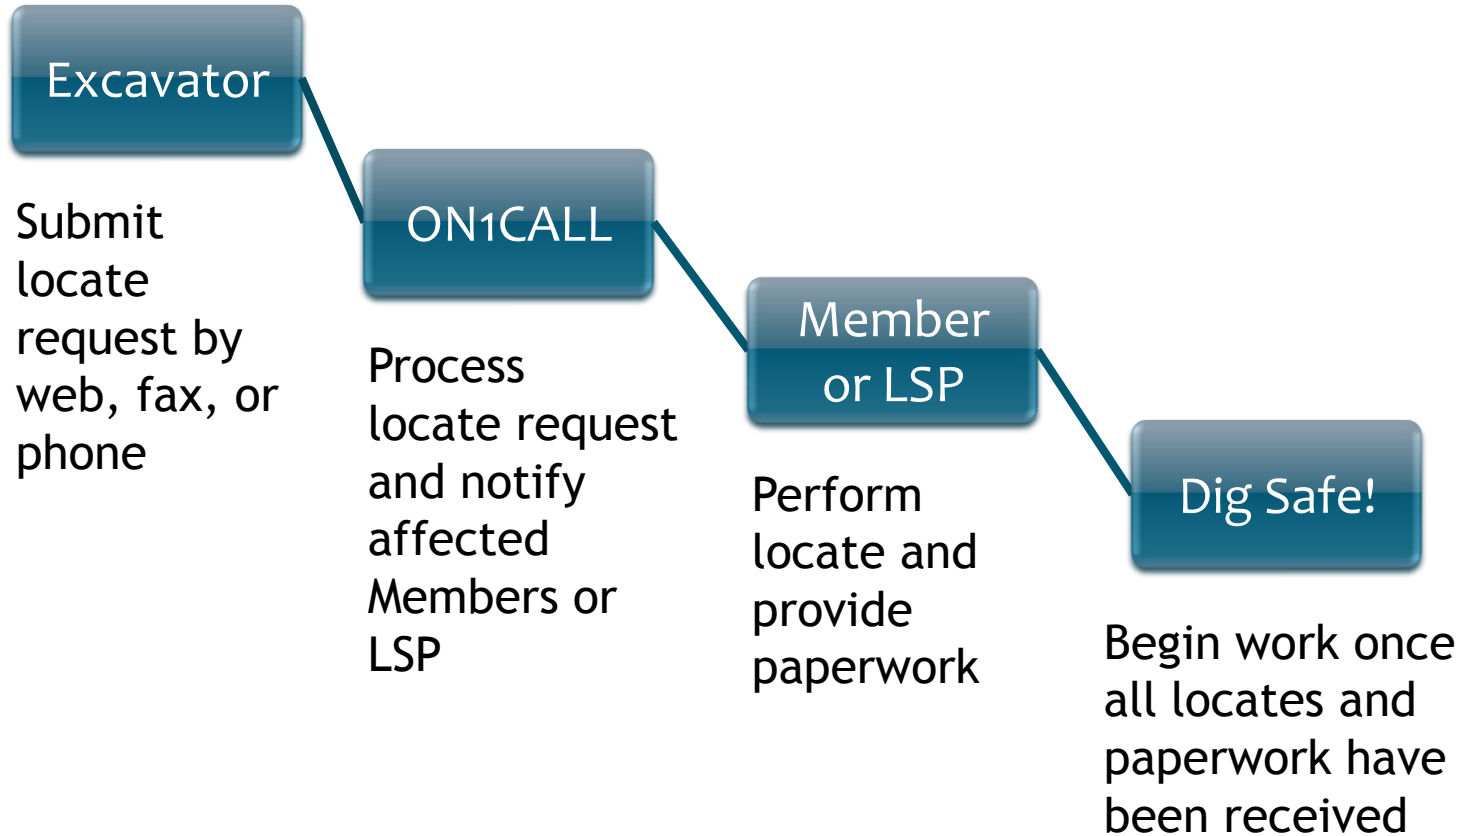 Excavator
Submit
locate
request by
web, fax, or
phone
ON1CALL
Process
locate request
and notify
affected
Members or
LSP
Member
or LSP
Perform
locate and
provide
paperwork
Dig Safe!
Begin work once
all locates and
paperwork have
been received